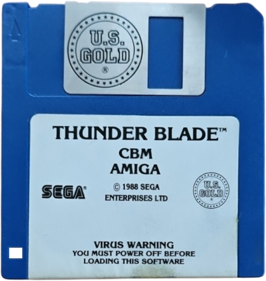 U.S.
GOLD
®
THUNDER BLADE™
CBM
AMIGA
SEGA
© 1988 SEGA
ENTERPRISES LTD
U.S.
GOLD
VIRUS WARNING
YOU MUST POWER OFF BEFORE
LOADING THIS SOFTWARE